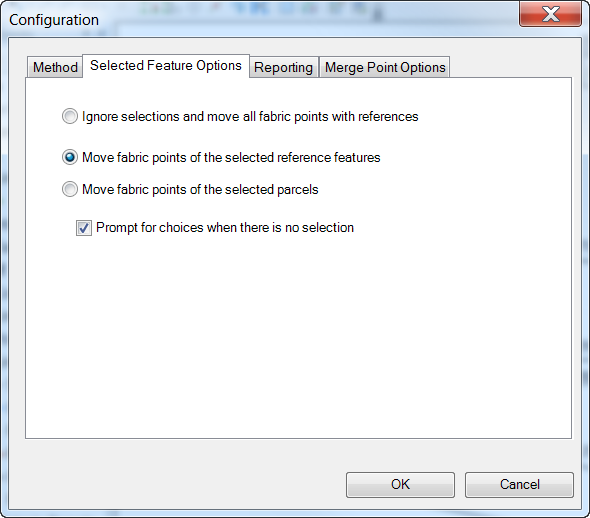 Configuration
Method Selected Feature Options Reporting Merge Point Options
Ignore selections and move all fabric points with references
Move fabric points of the selected reference features
Move fabric points of the selected parcels
Prompt for choices when there is no selection
OK Cancel